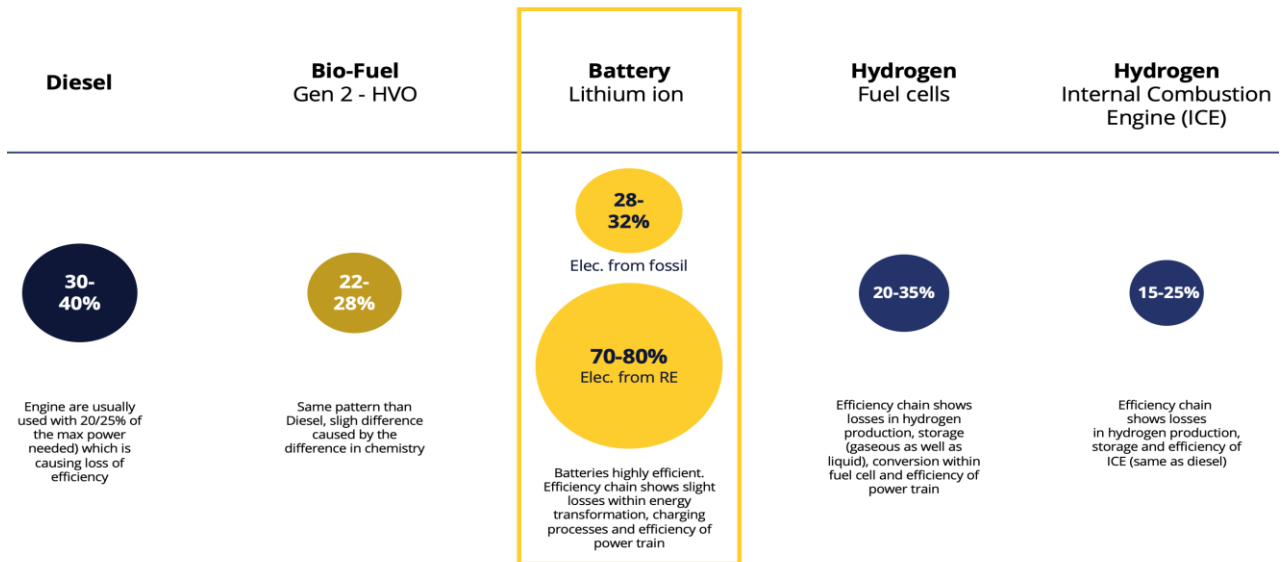 Diesel
Bio-Fuel
Gen 2 - HVO
Battery
Lithium ion
Hydrogen
Fuel cells
Hydrogen
Internal Combustion
Engine (ICE)
30-
40%
Engine are usually
used with 20/25% of
the max power
needed) which is
causing loss of
efficiency
22-
28%
Same pattern than
Diesel, sligh difference
caused by the
difference in chemistry
28-
32%
Elec. from fossil
70-80%
Elec. from RE
Batteries highly efficient.
Efficiency chain shows slight
losses within energy
transformation, charging
processes and efficiency of
power train
20-35%
Efficiency chain shows
losses in hydrogen
production, storage
(gaseous as well as
liquid), conversion within
fuel cell and efficiency of
power train
15-25%
Efficiency chain
shows losses
in hydrogen production,
storage and efficiency of
ICE (same as diesel)